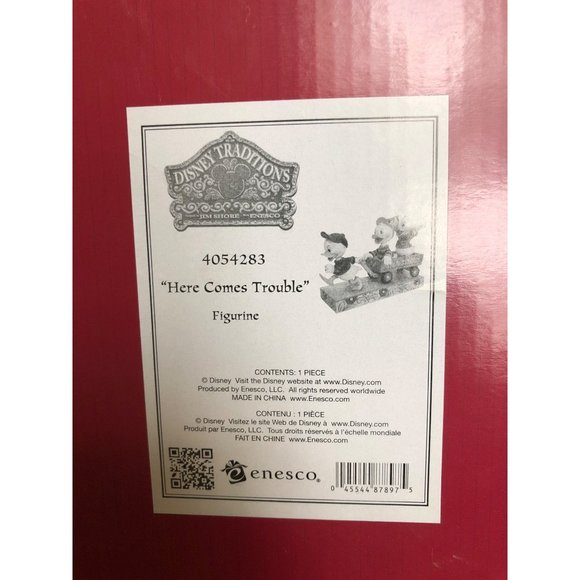 DISNEY TRADITIONS
JIM SHORE ENESCO
4054283
“Here Comes Trouble”
Figurine
CONTENTS: 1 PIECE
© Disney Visit the Disney website at www.Disney.com
Produced by Enesco, LLC. All rights reserved worldwide
MADE IN CHINA www.Enesco.com
CONTENU : 1 PIÈCE
© Disney Visitez le site Web de Disney à www.Disney.com
Produit par Enesco, LLC. Tous droits réservés à l'échelle mondiale
FAIT EN CHINE www.Enesco.com
enesco®
0 45544 87897 5